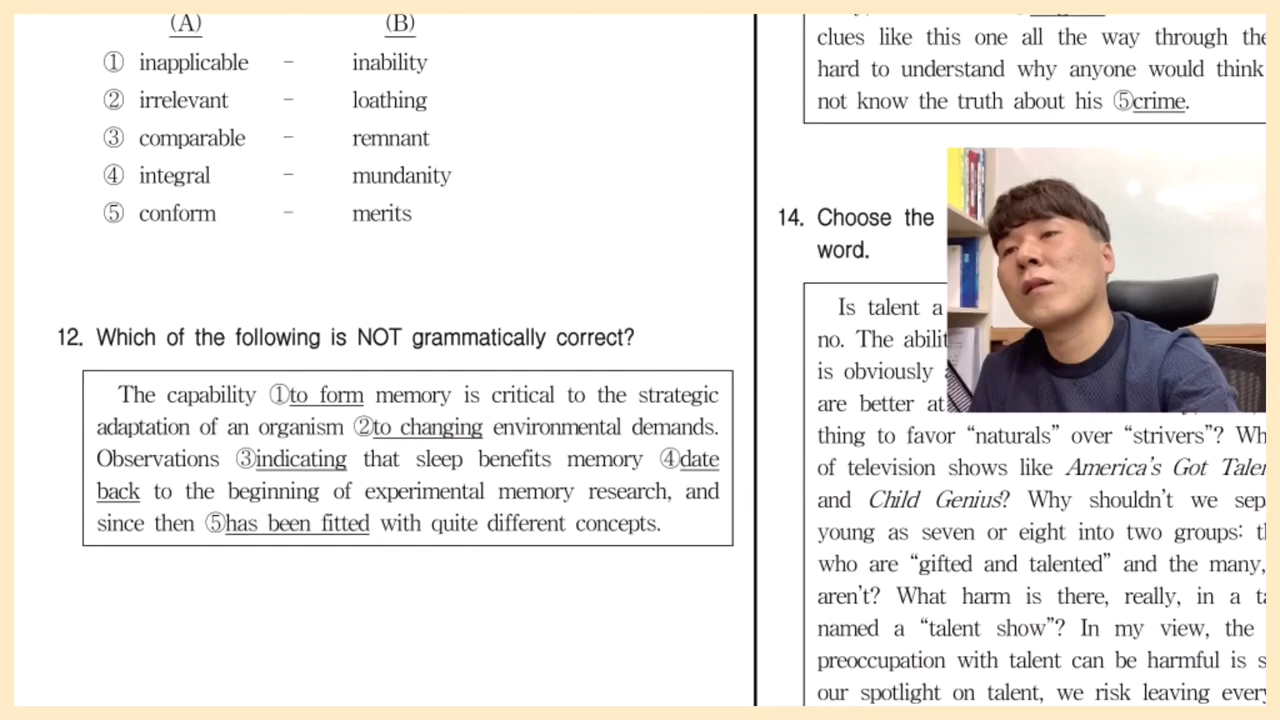 (A) (B)
① inapplicable - inability
② irrelevant - loathing
③ comparable - remnant
④ integral - mundanity
⑤ conform - merits
12. Which of the following is NOT grammatically correct?
The capability ①to form memory is critical to the strategic
adaptation of an organism ②to changing environmental demands.
Observations ③indicating that sleep benefits memory ④date
back to the beginning of experimental memory research, and
since then ⑤has been fitted with quite different concepts.
clues like this one all the way through the
hard to understand why anyone would think
not know the truth about his ⑤crime.
14. Choose the
word.
Is talent a
no. The abilit
is obviously
are better at
thing to favor “naturals” over “strivers”? Wh
of television shows like America’s Got Talen
and Child Genius? Why shouldn’t we sep
young as seven or eight into two groups: th
who are “gifted and talented” and the many,
aren’t? What harm is there, really, in a ta
named a “talent show”? In my view, the
preoccupation with talent can be harmful is s
our spotlight on talent, we risk leaving every